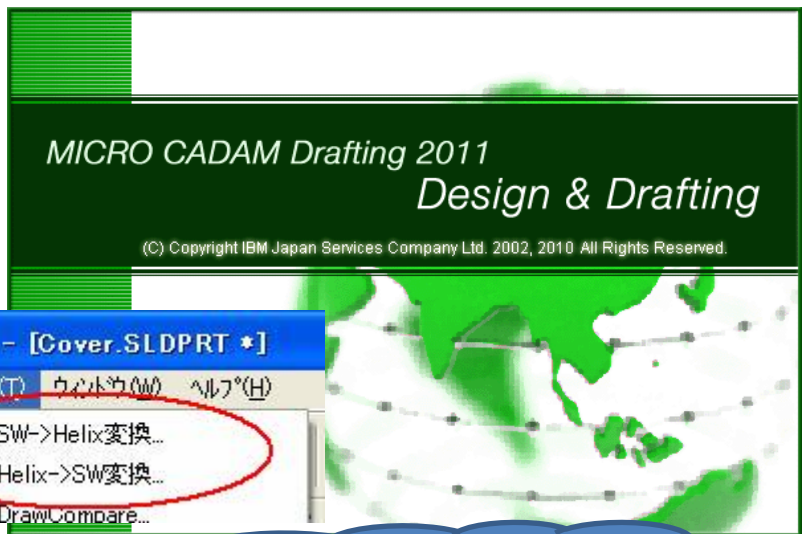 MICRO CADAM Drafting 2011
Design & Drafting
(C) Copyright IBM Japan Services Company Ltd. 2002, 2010 All Rights Reserved.
- [Cover.SLDPRT *]
(T) ウィンドウ(W) ヘルプ(H)
SW->Helix変換...
Helix->SW変換...
DrawCompare...